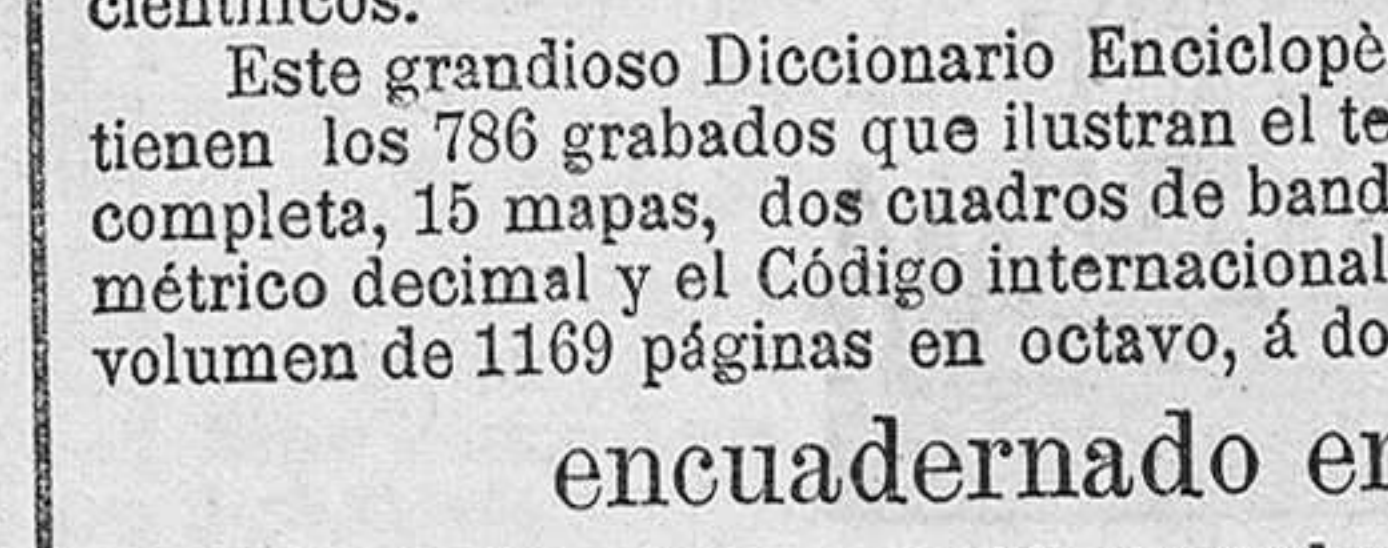 científicos.
Este grandioso Diccionario Enciclopè
tienen los 786 grabados que ilustran el te
completa, 15 mapas, dos cuadros de band
métrico decimal y el Código internacional
volumen de 1169 páginas en octavo, á do
encuadernado en